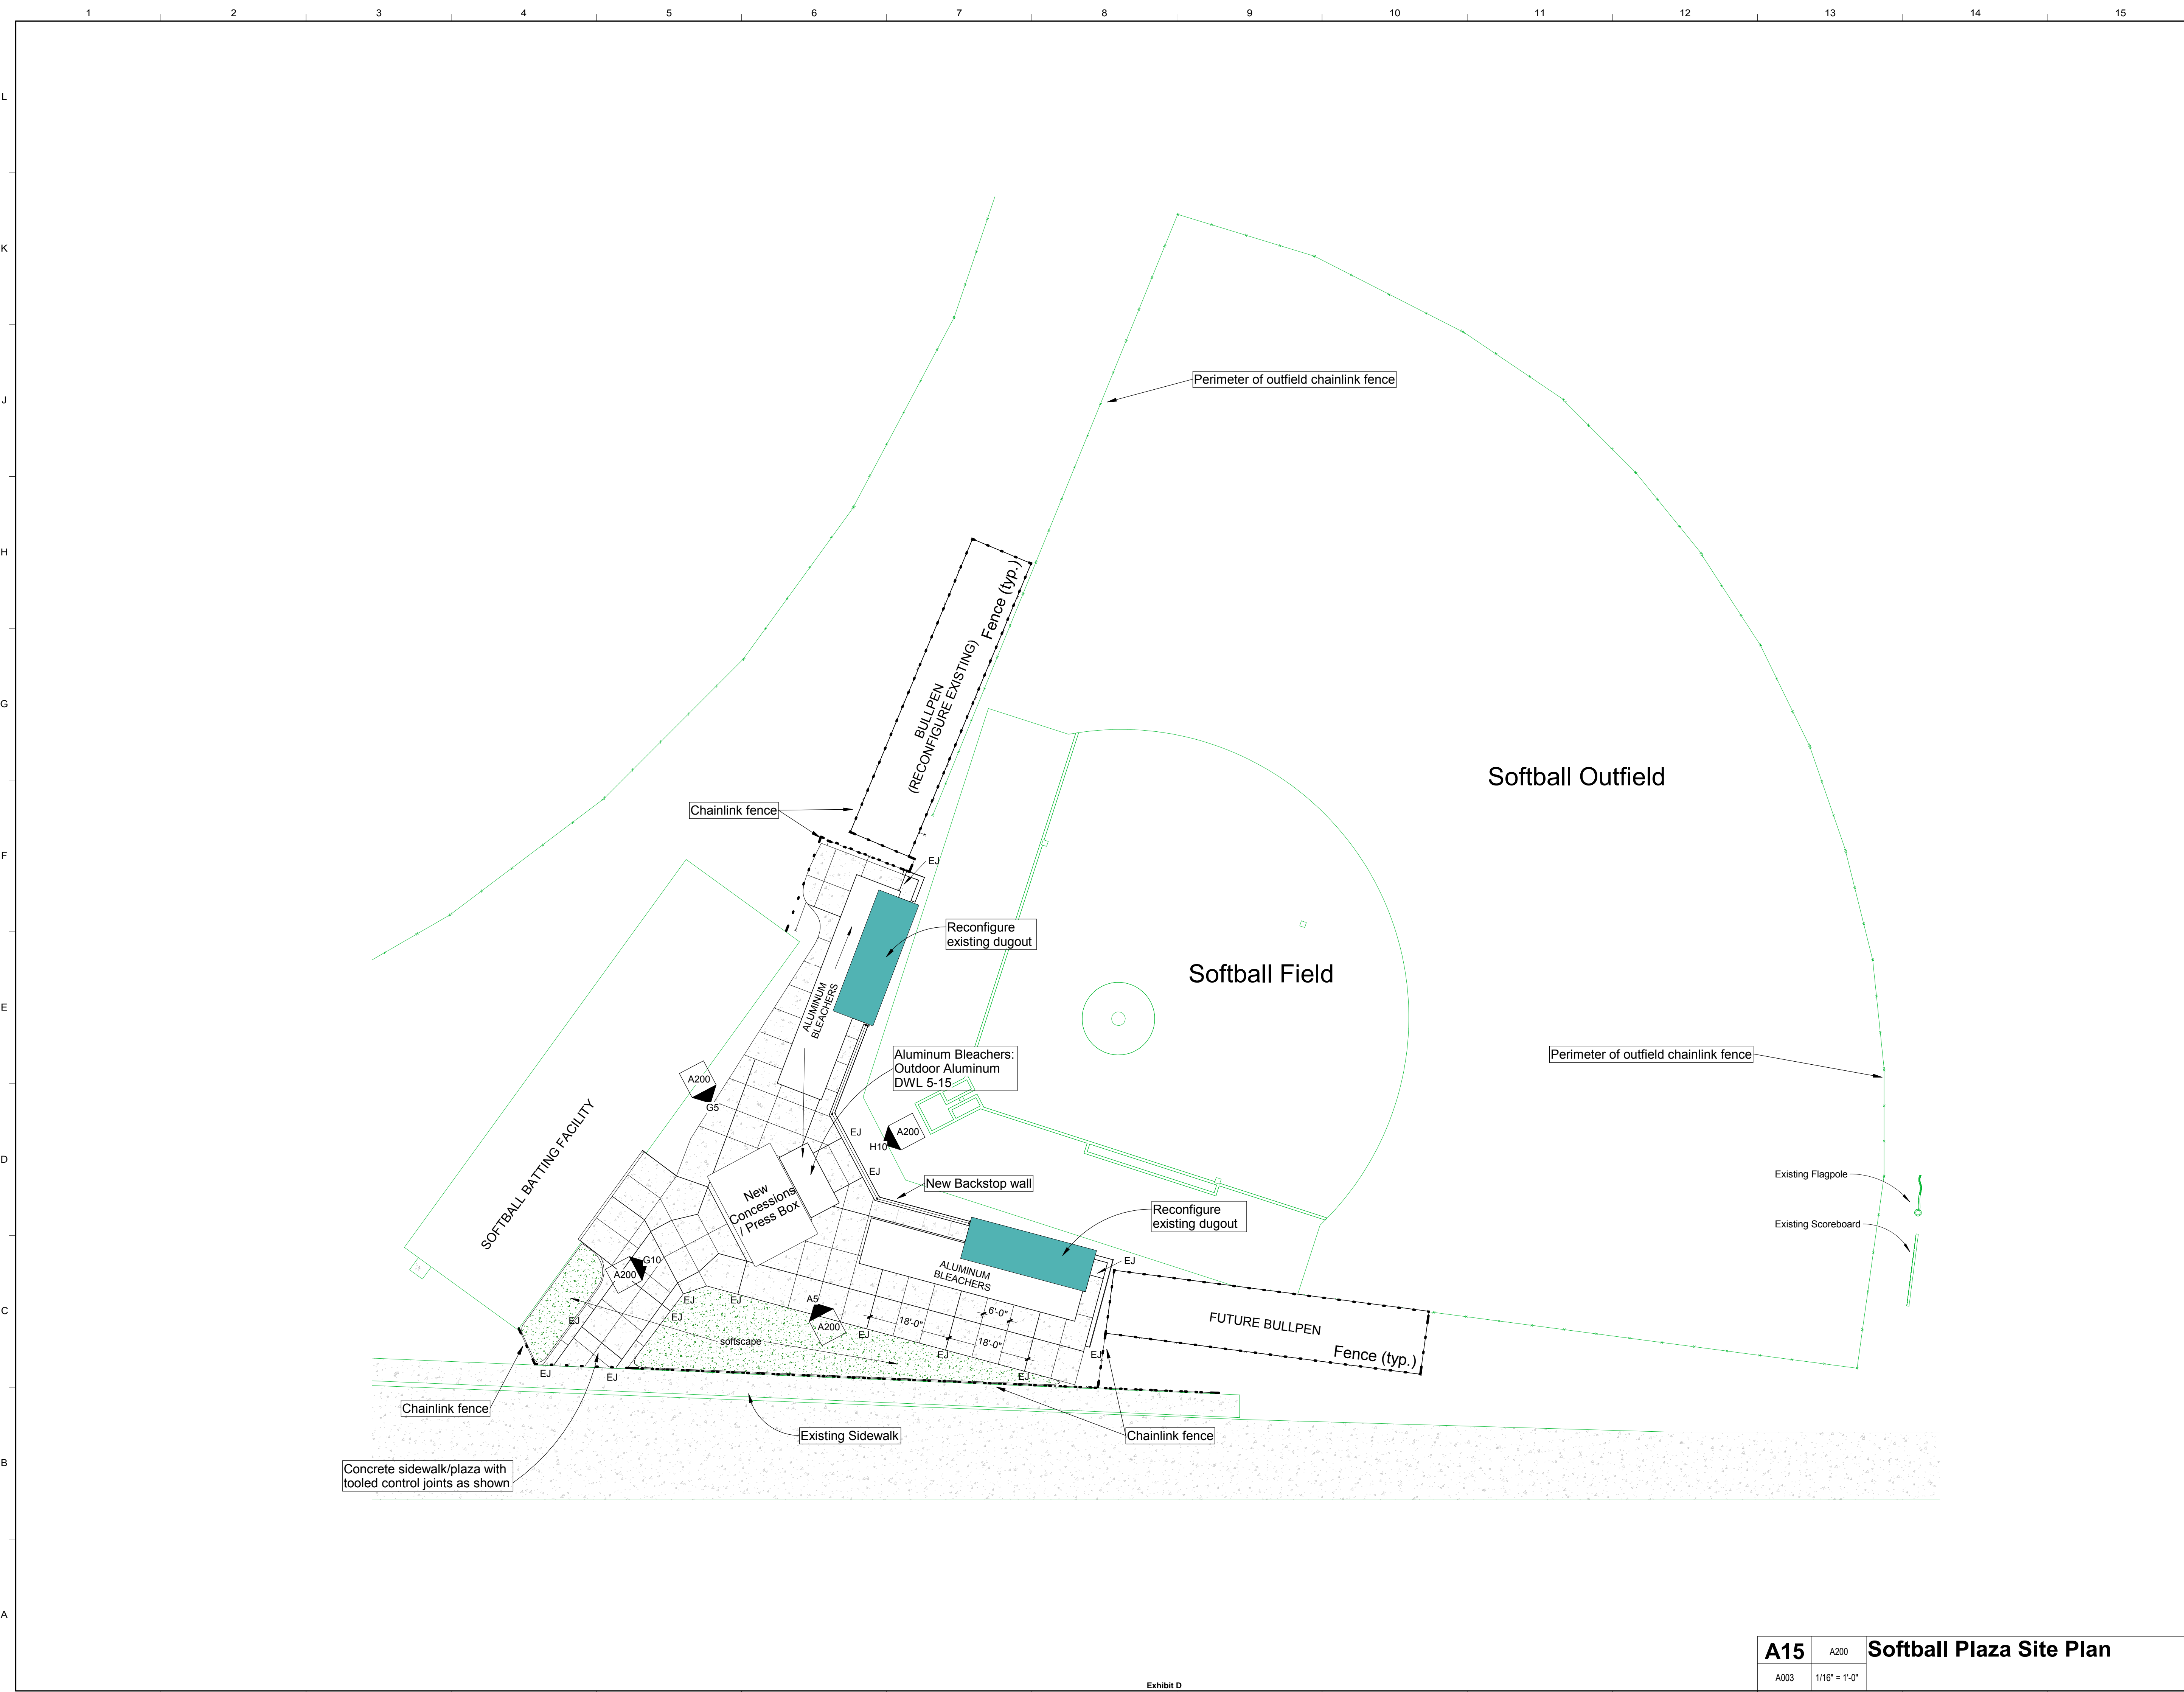 1 2 3 4 5 6 7 8 9 10 11 12 13 14 15
L
K
J
H
G
F
E
D
C
B
A
Perimeter of outfield chainlink fence
Fence (typ.)
BULLPEN
(RECONFIGURE EXISTING)
Softball Outfield
Chainlink fence
EJ
Reconfigure
existing dugout
Softball Field
ALUMINUM
BLEACHERS
Aluminum Bleachers:
Outdoor Aluminum
DWL 5-15
Perimeter of outfield chainlink fence
A200
G5
SOFTBALL BATTING FACILITY
EJ
A200
H10
EJ
New Backstop wall
New
Concessions
/ Press Box
Reconfigure
existing dugout
Existing Flagpole
Existing Scoreboard
G10
A200
ALUMINUM
BLEACHERS
EJ
EJ
EJ
EJ
EJ
A5
A200
18'-0"
6'-0"
18'-0"
EJ
EJ
EJ
EJ
softscape
FUTURE BULLPEN
Fence (typ.)
EJ
EJ
Chainlink fence
Existing Sidewalk
Chainlink fence
Concrete sidewalk/plaza with
tooled control joints as shown
A15
A200
Softball Plaza Site Plan
A003
1/16" = 1'-0"
Exhibit D